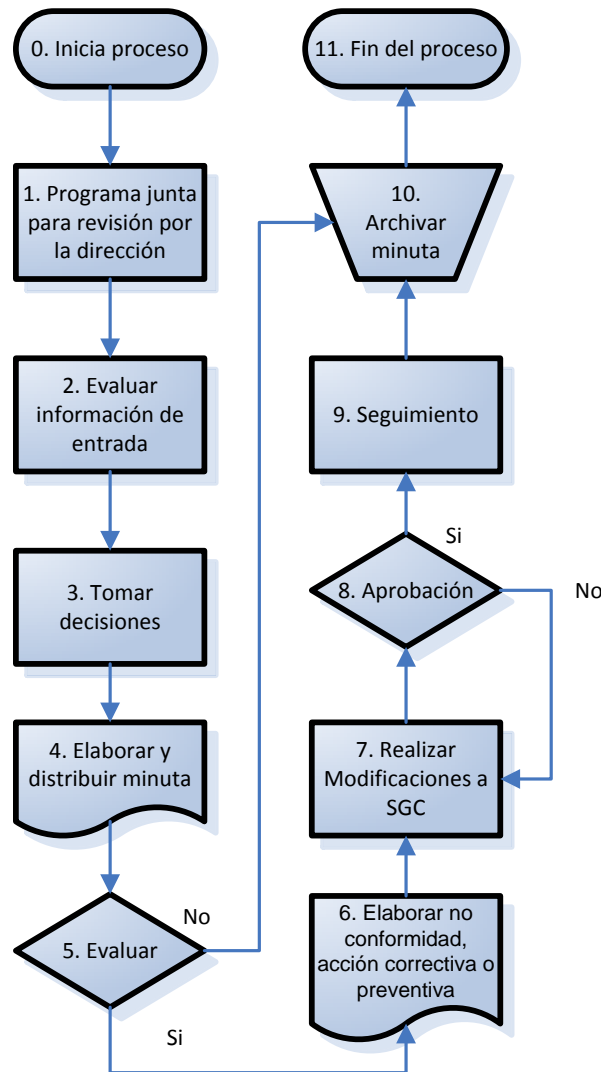 0. Inicia proceso
1. Programa junta
para revisión por
la dirección
2. Evaluar
información de
entrada
3. Tomar
decisiones
4. Elaborar y
distribuir minuta
5. Evaluar
No
Si
6. Elaborar no
conformidad,
acción correctiva o
preventiva
7. Realizar
Modificaciones a
SGC
8. Aprobación
Si
No
9. Seguimiento
10.
Archivar
minuta
11. Fin del proceso